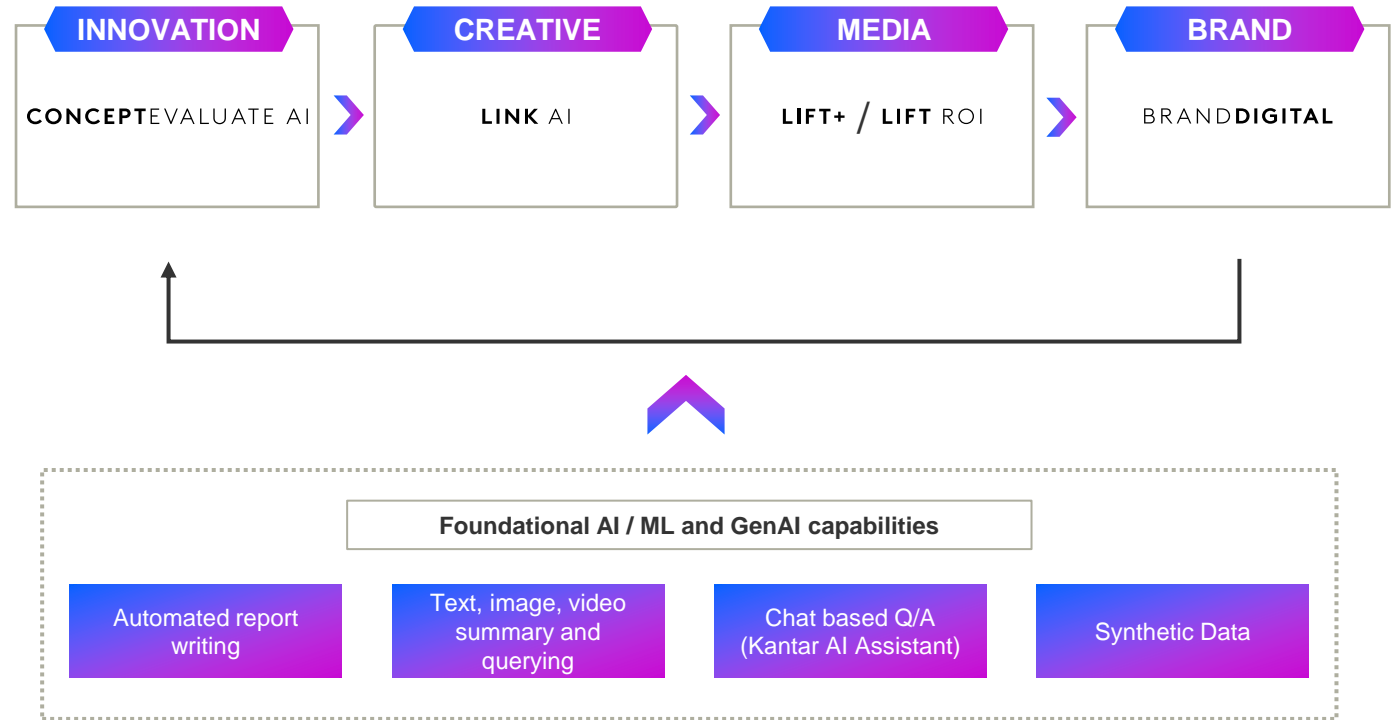 INNOVATION
CREATIVE
MEDIA
BRAND
CONCEPTEVALUATE AI
LINK AI
LIFT+ / LIFT ROI
BRANDDIGITAL
Foundational AI / ML and GenAI capabilities
Automated report
writing
Text, image, video
summary and
querying
Chat based Q/A
(Kantar AI Assistant)
Synthetic Data